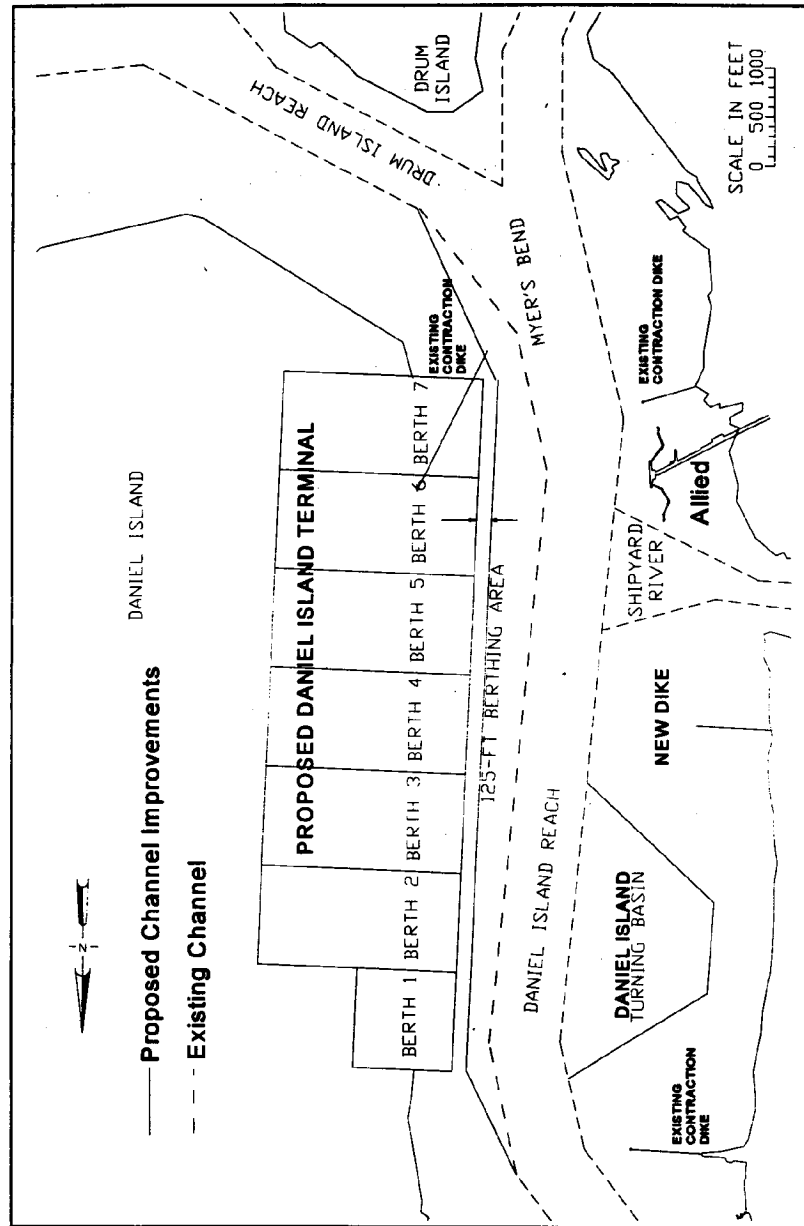 DANIEL ISLAND
N
Proposed Channel Improvements
Existing Channel
DRUM
ISLAND
DRUM ISLAND REACH
PROPOSED DANIEL ISLAND TERMINAL
EXISTING
CONTRACTION
DIKE
BERTH 1
BERTH 2
BERTH 3
BERTH 4
BERTH 5
BERTH 6
BERTH 7
125-FT BERTHING AREA
MYER'S BEND
DANIEL ISLAND REACH
SHIPYARD
RIVER
EXISTING
CONTRACTION DIKE
Allied
NEW DIKE
DANIEL ISLAND
TURNING BASIN
EXISTING
CONTRACTION
DIKE
SCALE IN FEET
0 500 1000